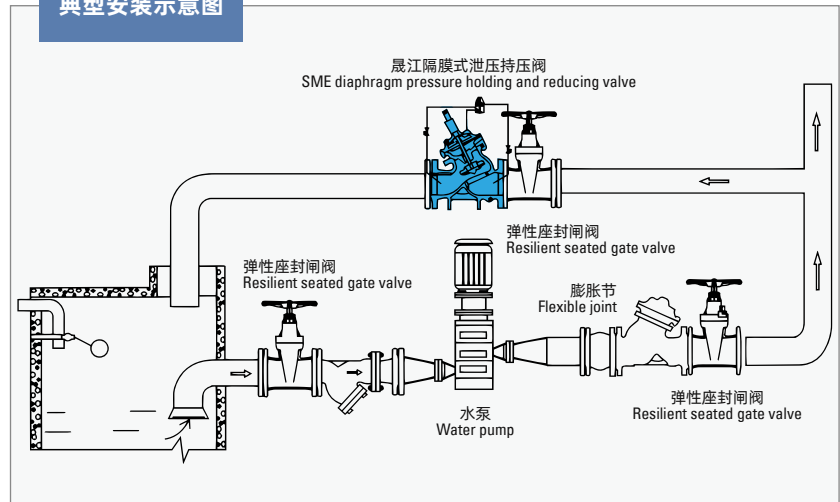 典型安装示意图
晟江隔膜式泄压持压阀
SME diaphragm pressure holding and reducing valve
弹性座封闸阀
Resilient seated gate valve
弹性座封闸阀
Resilient seated gate valve
膨胀节
Flexible joint
水泵
Water pump
弹性座封闸阀
Resilient seated gate valve